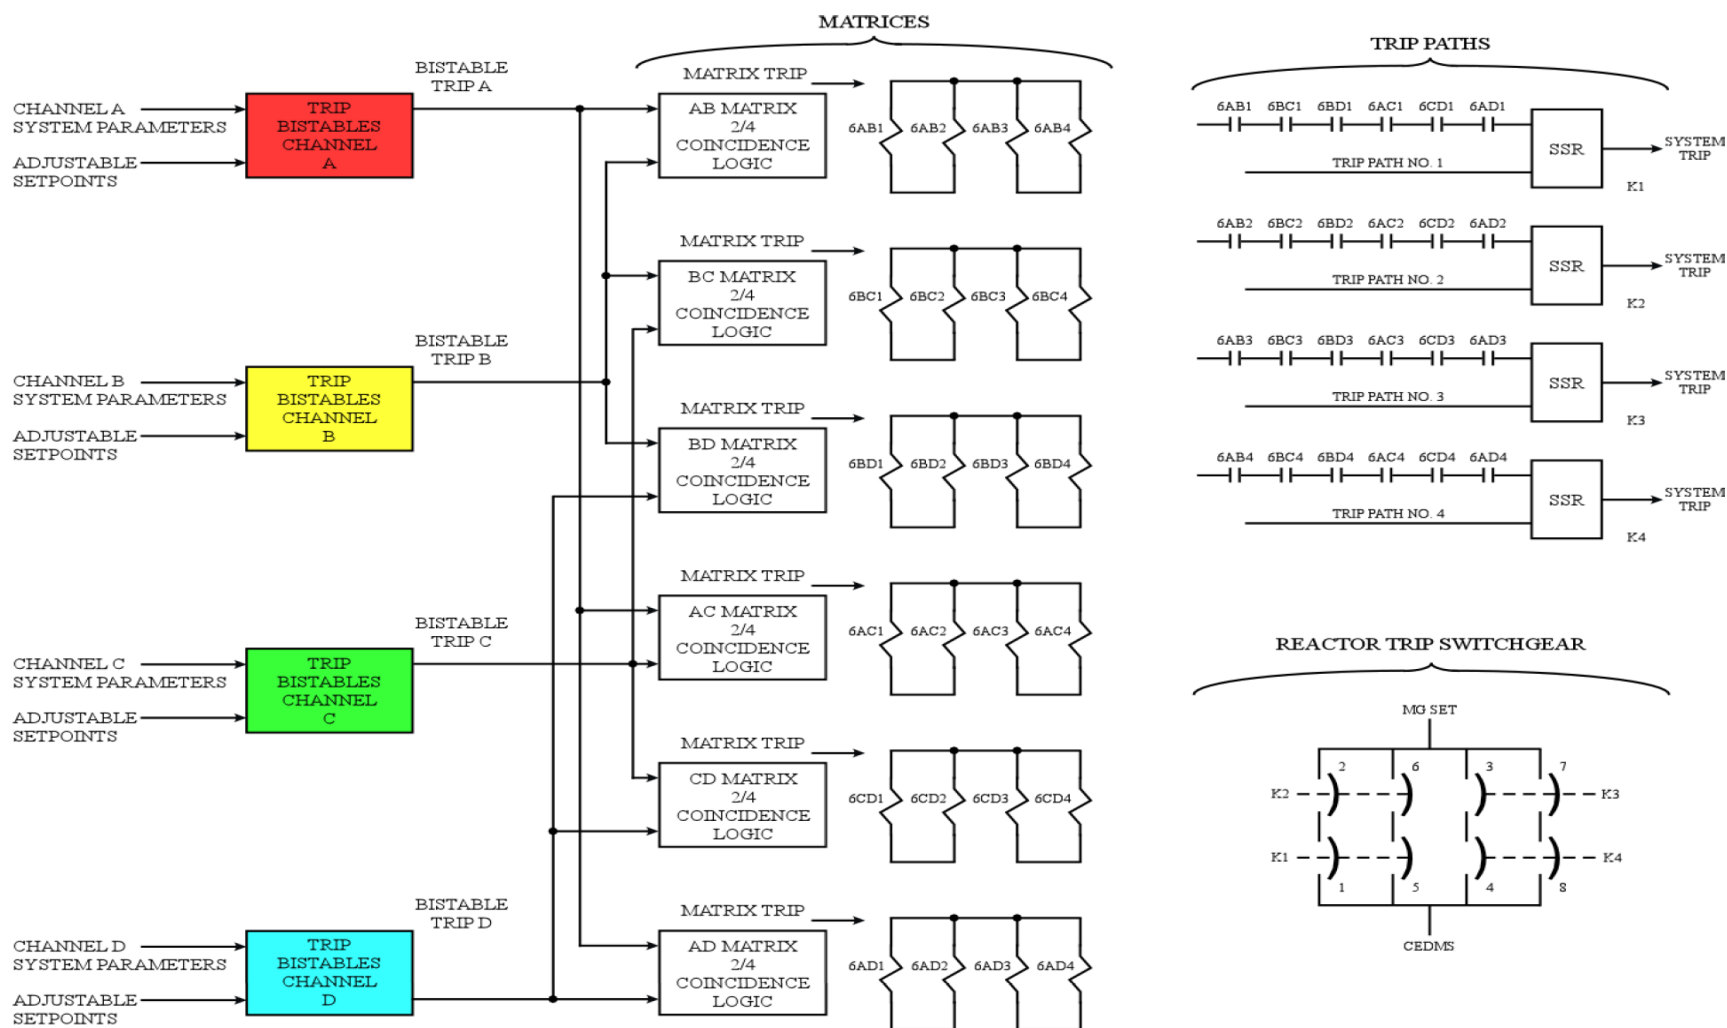 MATRICES
CHANNEL A
SYSTEM PARAMETERS
ADJUSTABLE
SETPOINTS
TRIP
BISTABLES
CHANNEL
A
BISTABLE
TRIP A
CHANNEL B
SYSTEM PARAMETERS
ADJUSTABLE
SETPOINTS
TRIP
BISTABLES
CHANNEL
B
BISTABLE
TRIP B
CHANNEL C
SYSTEM PARAMETERS
ADJUSTABLE
SETPOINTS
TRIP
BISTABLES
CHANNEL
C
BISTABLE
TRIP C
CHANNEL D
SYSTEM PARAMETERS
ADJUSTABLE
SETPOINTS
TRIP
BISTABLES
CHANNEL
D
BISTABLE
TRIP D
MATRIX TRIP
AB MATRIX
2/4
COINCIDENCE
LOGIC
6AB1 6AB2 6AB3 6AB4
MATRIX TRIP
BC MATRIX
2/4
COINCIDENCE
LOGIC
6BC1 6BC2 6BC3 6BC4
MATRIX TRIP
BD MATRIX
2/4
COINCIDENCE
LOGIC
6BD1 6BD2 6BD3 6BD4
MATRIX TRIP
AC MATRIX
2/4
COINCIDENCE
LOGIC
6AC1 6AC2 6AC3 6AC4
MATRIX TRIP
CD MATRIX
2/4
COINCIDENCE
LOGIC
6CD1 6CD2 6CD3 6CD4
MATRIX TRIP
AD MATRIX
2/4
COINCIDENCE
LOGIC
6AD1 6AD2 6AD3 6AD4
TRIP PATHS
6AB1 6BC1 6BD1 6AC1 6CD1 6AD1
SSR
SYSTEM
TRIP
TRIP PATH NO. 1
K1
6AB2 6BC2 6BD2 6AC2 6CD2 6AD2
SSR
SYSTEM
TRIP
TRIP PATH NO. 2
K2
6AB3 6BC3 6BD3 6AC3 6CD3 6AD3
SSR
SYSTEM
TRIP
TRIP PATH NO. 3
K3
6AB4 6BC4 6BD4 6AC4 6CD4 6AD4
SSR
SYSTEM
TRIP
TRIP PATH NO. 4
K4
REACTOR TRIP SWITCHGEAR
MG SET
2 6 3 7
K2 K3
K1 K4
1 5 4 8
CEDMS